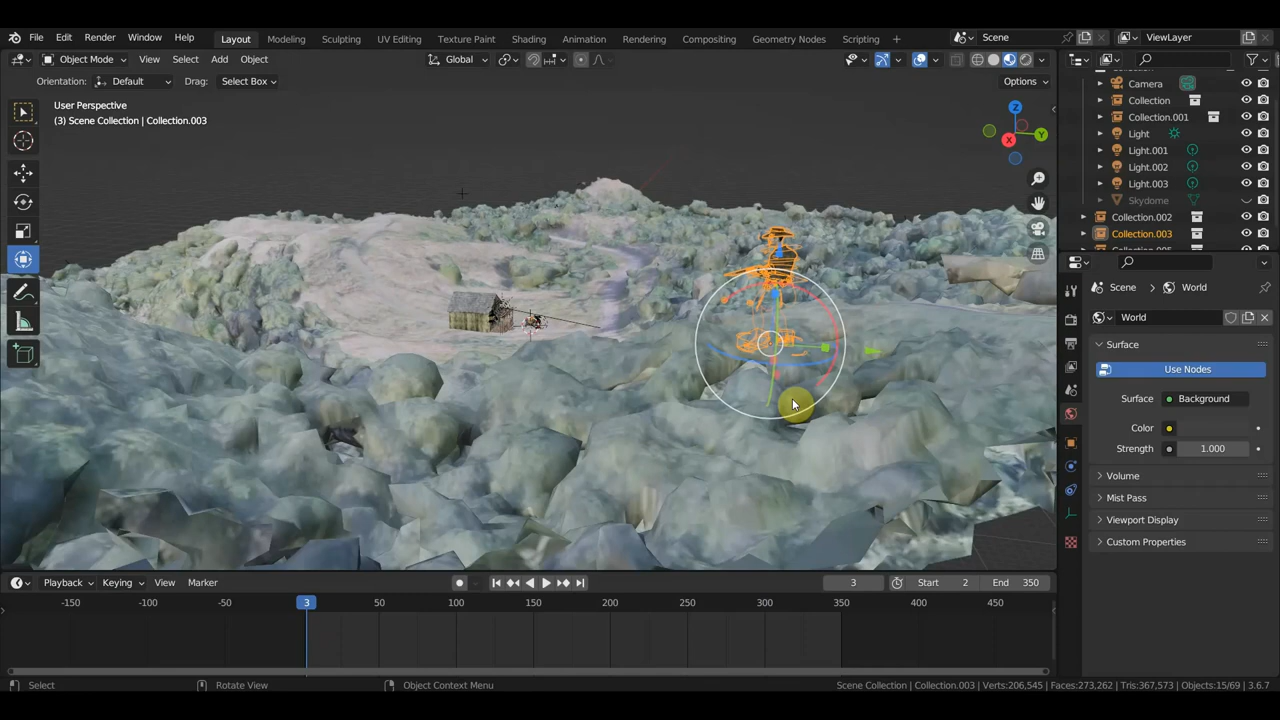 File Edit Render Window Help Layout Modeling Sculpting UV Editing Texture Paint Shading Animation Rendering Compositing Geometry Nodes Scripting + Scene ViewLayer
Object Mode View Select Add Object Global
Orientation: Default Drag: Select Box Options
User Perspective
(3) Scene Collection | Collection.003
Z
Y
X
Camera
Collection
Collection.001
Light
Light.001
Light.002
Light.003
Skydome
Collection.002
Collection.003
Scene > World
World
Surface
Use Nodes
Surface Background
Color
Strength 1.000
Volume
Mist Pass
Viewport Display
Custom Properties
Playback Keying View Marker 3 Start 2 End 350
-150 -100 -50 3 50 100 150 200 250 300 350 400 450
Select Rotate View Object Context Menu Scene Collection | Collection.003 | Verts:206,545 | Faces:273,262 | Tris:367,573 | Objects:15/69 | 3.6.7